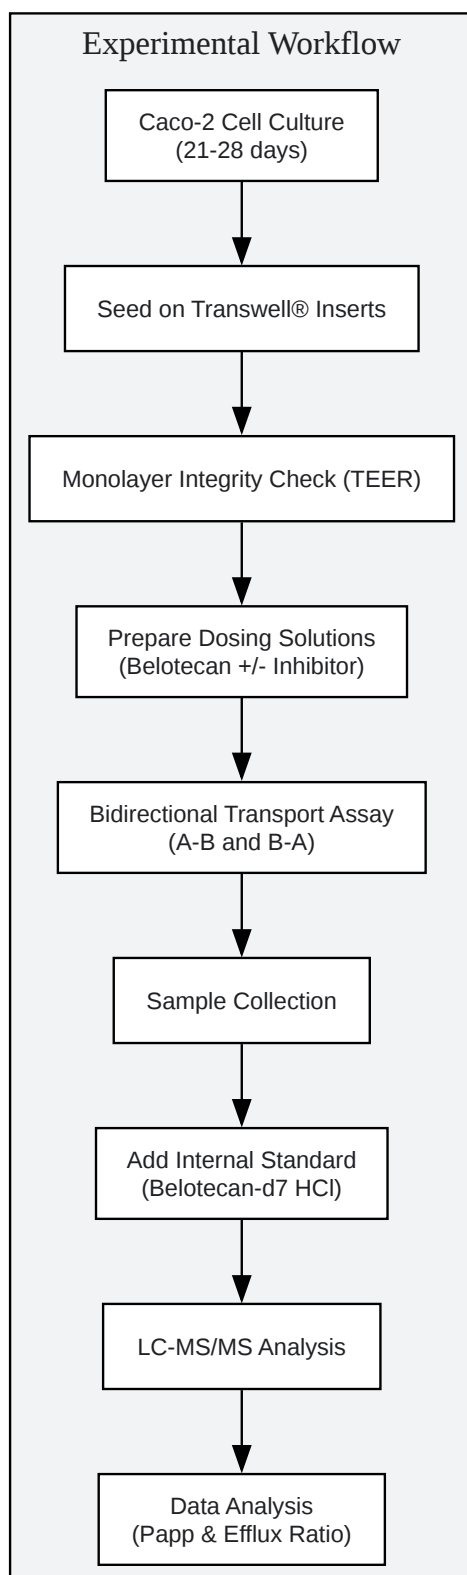 Experimental Workflow
Caco-2 Cell Culture
(21-28 days)
Seed on Transwell® Inserts
Monolayer Integrity Check (TEER)
Prepare Dosing Solutions
(Belotecan +/- Inhibitor)
Bidirectional Transport Assay
(A-B and B-A)
Sample Collection
Add Internal Standard
(Belotecan-d7 HCl)
LC-MS/MS Analysis
Data Analysis
(Papp & Efflux Ratio)